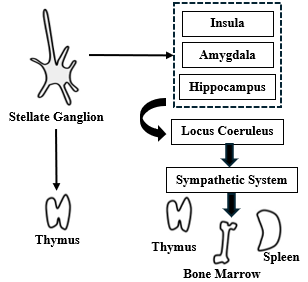 Insula
Amygdala
Hippocampus
Stellate Ganglion
Locus Coeruleus
Sympathetic System
Thymus
Thymus
Spleen
Bone Marrow